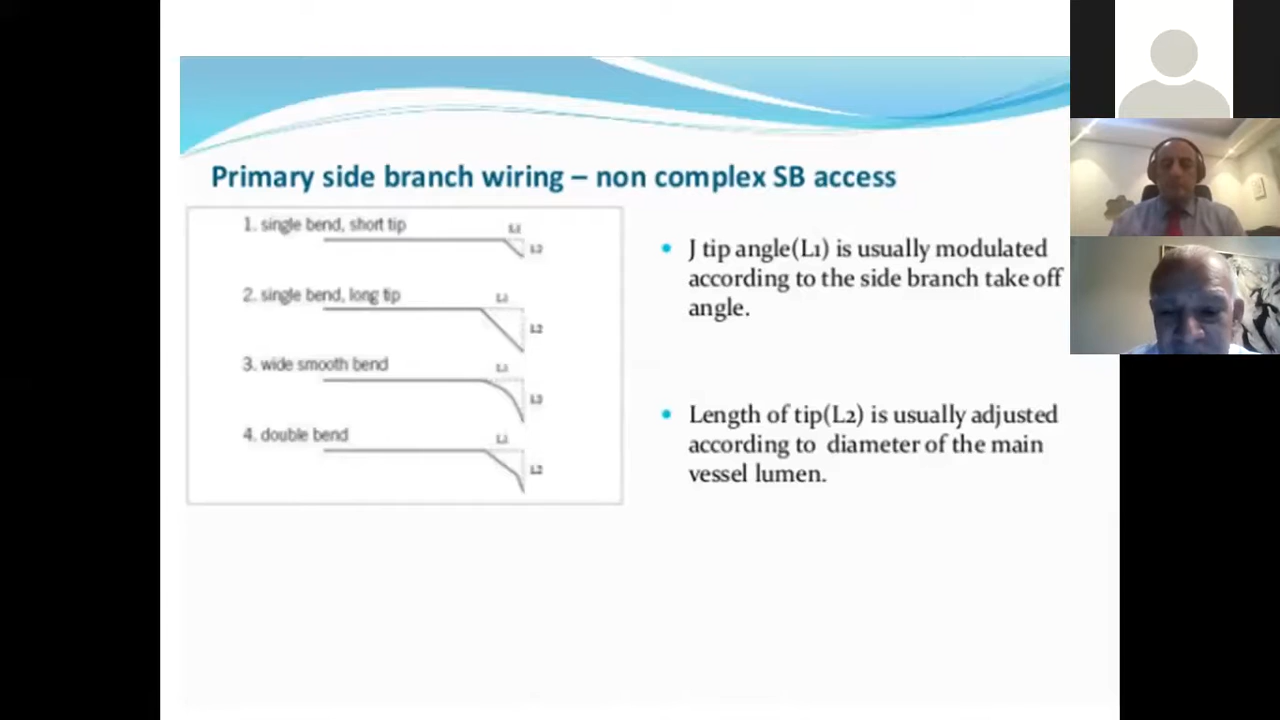 Primary side branch wiring – non complex SB access
1. single bend, short tip
L1
L2
2. single bend, long tip
L1
L2
3. wide smooth bend
L1
L2
4. double bend
L1
L2
• J tip angle(L1) is usually modulated
according to the side branch take off
angle.
• Length of tip(L2) is usually adjusted
according to diameter of the main
vessel lumen.